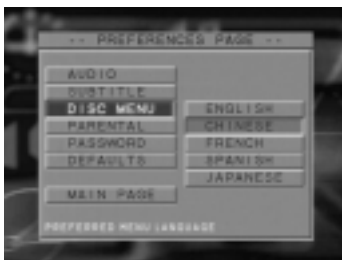 -- PREFERENCES PAGE --
AUDIO
SUBTITLE
DISC MENU
PARENTAL
PASSWORD
DEFAULTS
MAIN PAGE
ENGLISH
CHINESE
FRENCH
SPANISH
JAPANESE
PREFERRED MENU LANGUAGE